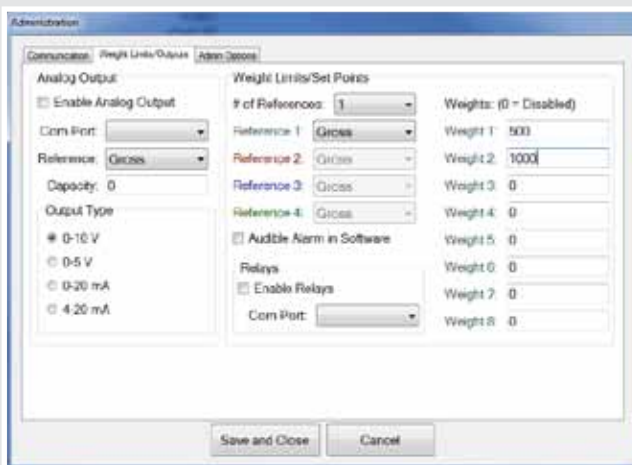 Administration
Communication Weight Limits/Outputs Admin Options
Analog Output
Enable Analog Output
Com Port:
Reference: Gross
Capacity: 0
Output Type
0-10 V
0-5 V
0-20 mA
4-20 mA
Weight Limits/Set Points
# of References: 1
Reference 1: Gross
Reference 2: Gross
Reference 3: Gross
Reference 4: Gross
Audible Alarm in Software
Relays
Enable Relays
Com Port:
Weights: (0 = Disabled)
Weight 1: 500
Weight 2: 1000
Weight 3: 0
Weight 4: 0
Weight 5: 0
Weight 6: 0
Weight 7: 0
Weight 8: 0
Save and Close Cancel